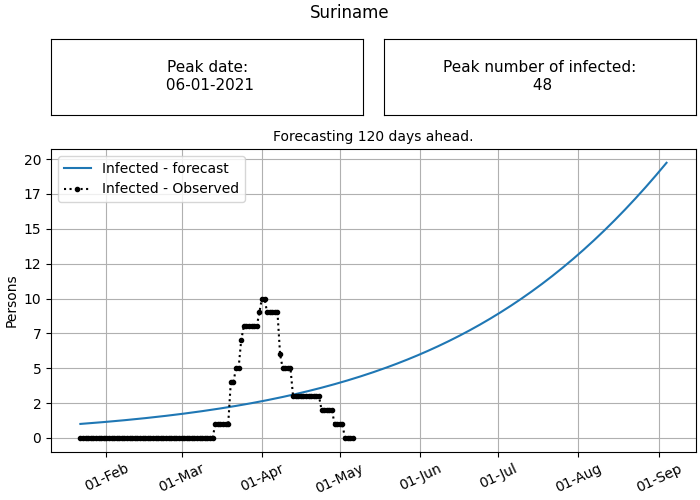 Suriname
Peak date:
06-01-2021
Peak number of infected:
48
Forecasting 120 days ahead.
Infected - forecast
Infected - Observed
Persons
20
17
15
12
10
7
5
2
0
01-Feb
01-Mar
01-Apr
01-May
01-Jun
01-Jul
01-Aug
01-Sep